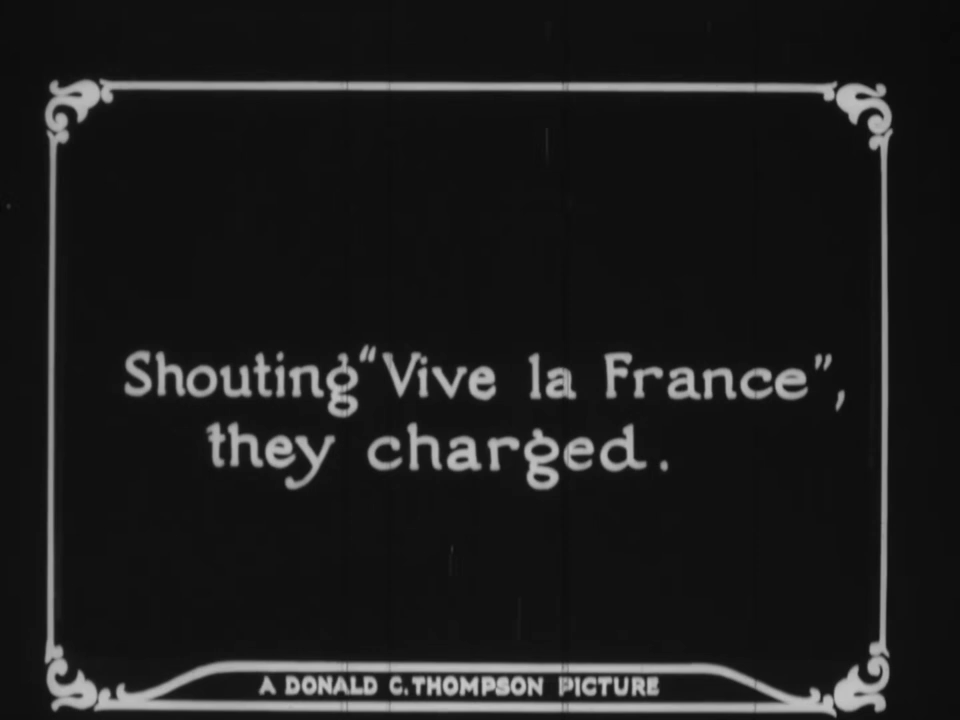 Shouting "Vive la France",
they charged.
A DONALD C. THOMPSON PICTURE